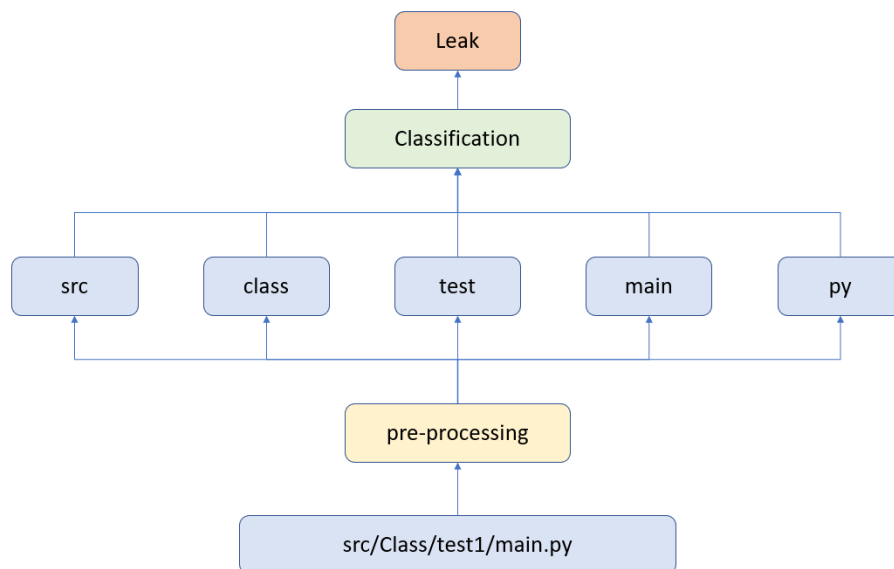 Leak
Classification
src
class
test
main
py
pre-processing
src/Class/test1/main.py